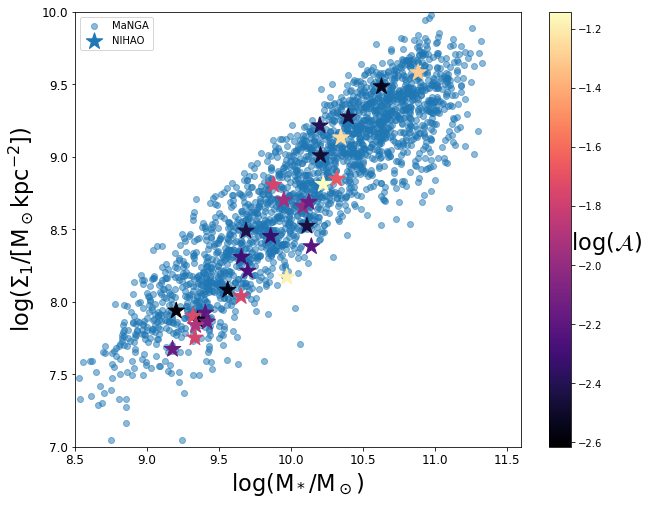 MaNGA
NIHAO
10.0
9.5
9.0
8.5
8.0
7.5
7.0
log(Σ₁/[M⊙kpc⁻²])
8.5 9.0 9.5 10.0 10.5 11.0 11.5
log(M*/M⊙)
−1.2
−1.4
−1.6
−1.8
−2.0
−2.2
−2.4
−2.6
log(𝒜)